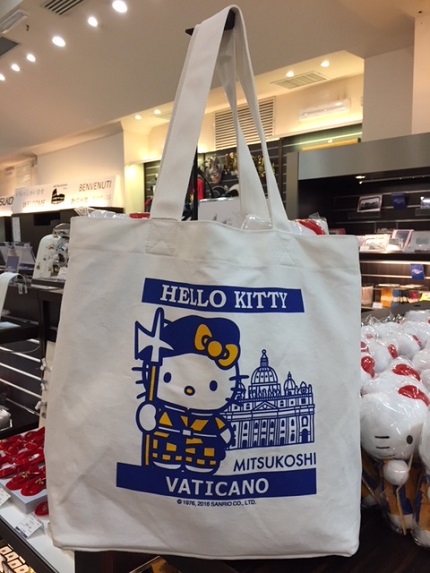 HELLO KITTY
MITSUKOSHI
VATICANO
© 1976, 2016 SANRIO CO., LTD.
BENVENUTI